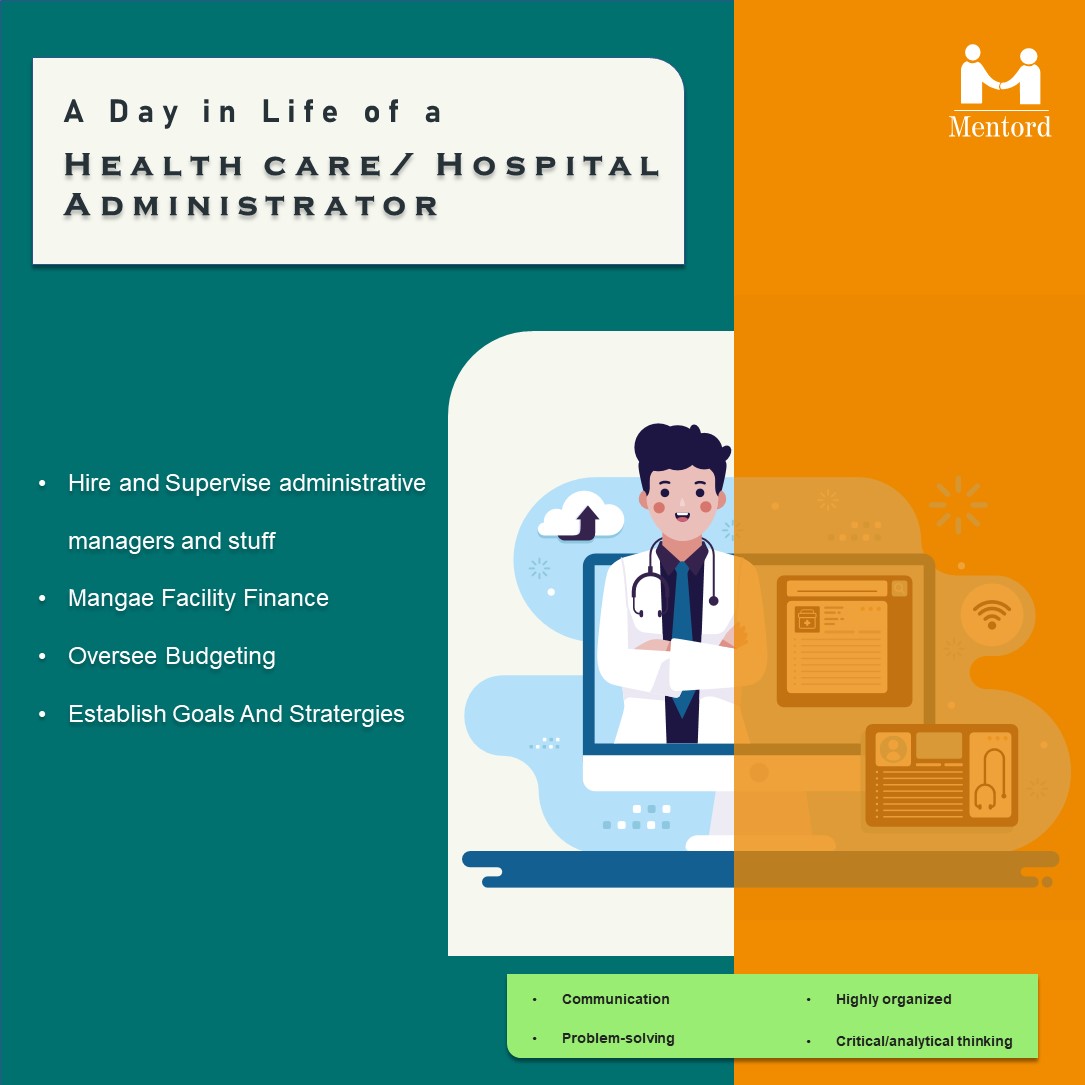 A Day in Life of a
HEALTH CARE/ HOSPITAL
ADMINISTRATOR
Mentord
• Hire and Supervise administrative
managers and stuff
• Mangae Facility Finance
• Oversee Budgeting
• Establish Goals And Stratergies
• Communication
• Problem-solving
• Highly organized
• Critical/analytical thinking